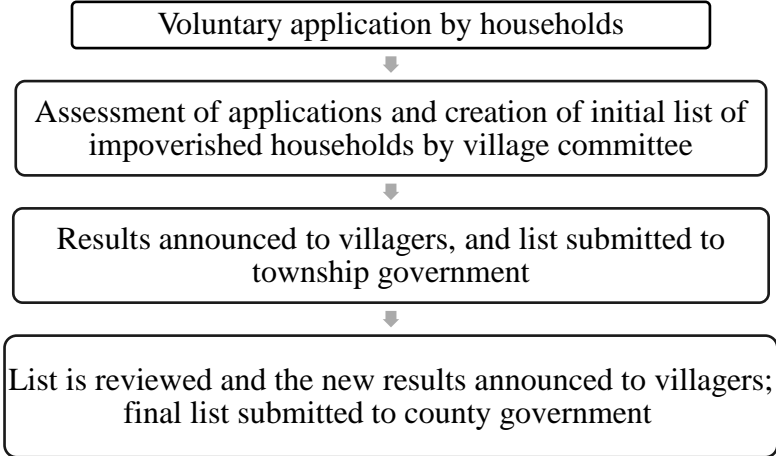 Voluntary application by households
Assessment of applications and creation of initial list of
impoverished households by village committee
Results announced to villagers, and list submitted to
township government
List is reviewed and the new results announced to villagers;
final list submitted to county government